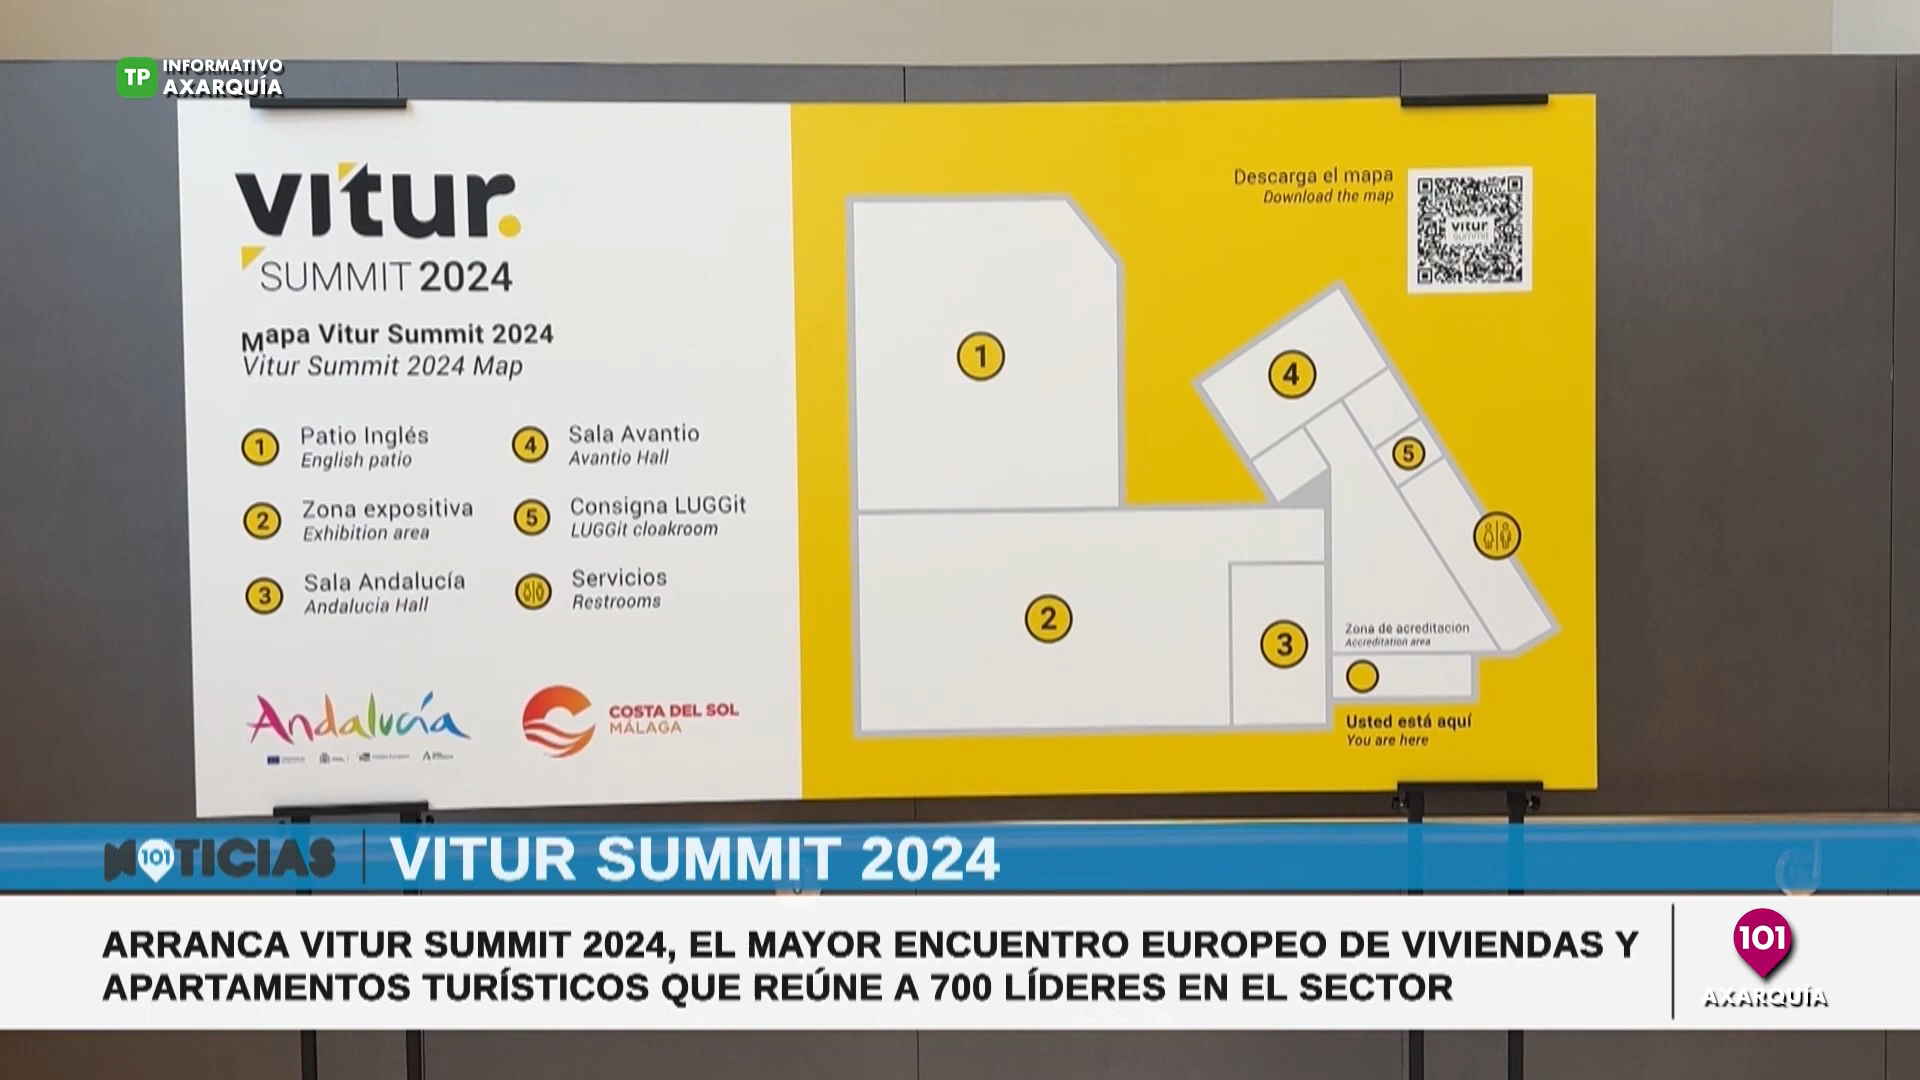 TP INFORMATIVO
AXARQUÍA
vitur.
SUMMIT 2024
Mapa Vitur Summit 2024
Vitur Summit 2024 Map
1 Patio Inglés
English patio
2 Zona expositiva
Exhibition area
3 Sala Andalucía
Andalucia Hall
4 Sala Avantio
Avantio Hall
5 Consigna LUGGit
LUGGit cloakroom
Servicios
Restrooms
Andalucía
COSTA DEL SOL
MÁLAGA
Descarga el mapa
Download the map
vitur
summit
1
4
5
2
3
Zona de acreditación
Accreditation area
Usted está aquí
You are here
NOTICIAS 101
VITUR SUMMIT 2024
ARRANCA VITUR SUMMIT 2024, EL MAYOR ENCUENTRO EUROPEO DE VIVIENDAS Y
APARTAMENTOS TURÍSTICOS QUE REÚNE A 700 LÍDERES EN EL SECTOR
101
AXARQUÍA